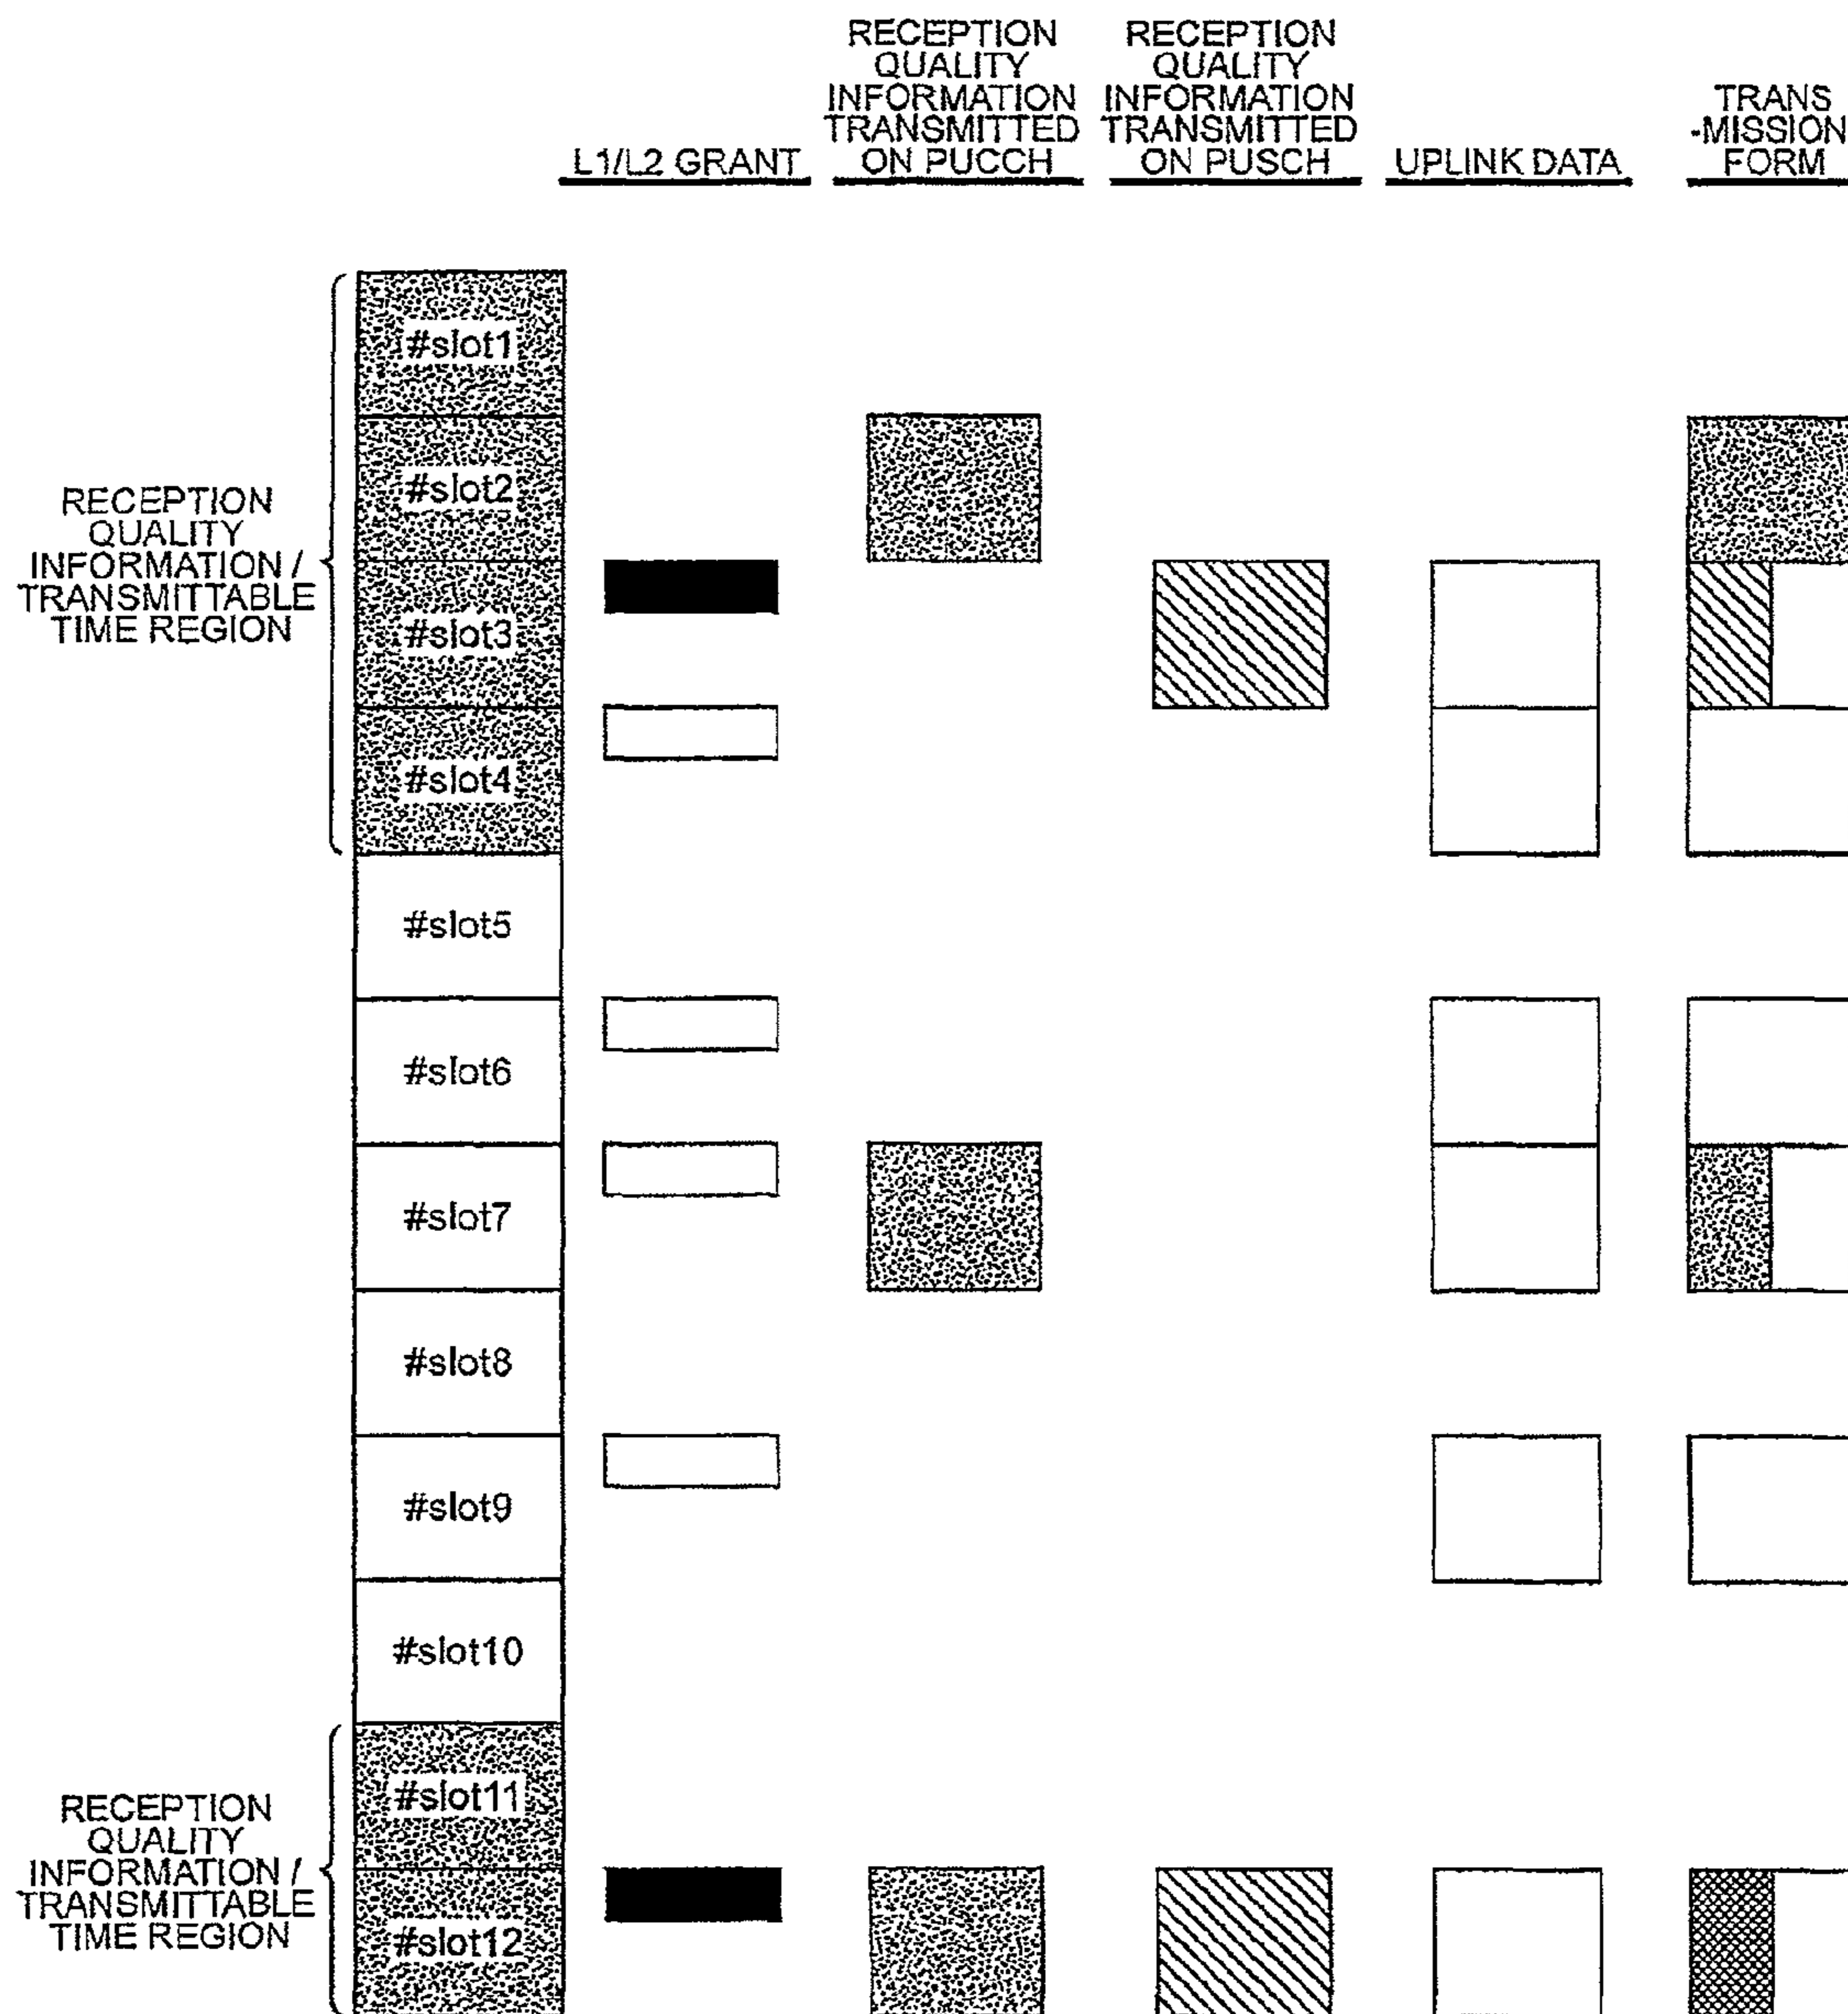 RECEPTION
QUALITY
INFORMATION
TRANSMITTED
ON PUCCH
RECEPTION
QUALITY
INFORMATION
TRANSMITTED
ON PUSCH
TRANS
-MISSION
FORM
L1/L2 GRANT
UPLINK DATA
RECEPTION
QUALITY
INFORMATION /
TRANSMITTABLE
TIME REGION
#slot1
#slot2
#slot3
#slot4
#slot5
#slot6
#slot7
#slot8
#slot9
#slot10
RECEPTION
QUALITY
INFORMATION /
TRANSMITTABLE
TIME REGION
#slot11
#slot12